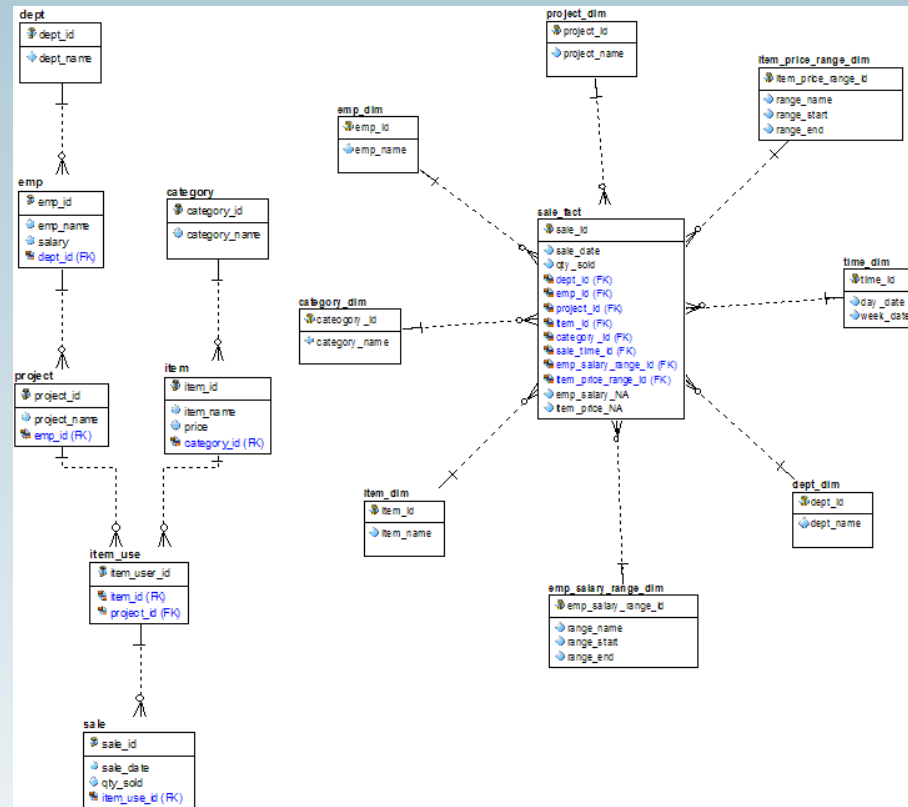 dept
dept_id
dept_name
emp
emp_id
emp_name
salary
dept_id (FK)
category
category_id
category_name
project
project_id
project_name
emp_id (FK)
item
item_id
item_name
price
category_id (FK)
item_use
item_user_id
item_id (FK)
project_id (FK)
sale
sale_id
sale_date
qty_sold
item_use_id (FK)
project_dim
project_id
project_name
emp_dim
emp_id
emp_name
item_price_range_dim
item_price_range_id
range_name
range_start
range_end
sale_fact
sale_id
sale_date
qty_sold
dept_id (FK)
emp_id (FK)
project_id (FK)
item_id (FK)
category_id (FK)
sale_time_id (FK)
emp_salary_range_id (FK)
item_price_range_id (FK)
emp_salary_NA
item_price_NA
time_dim
time_id
day_date
week_date
category_dim
cateogory_id
category_name
item_dim
item_id
item_name
dept_dim
dept_id
dept_name
emp_salary_range_dim
emp_salary_range_id
range_name
range_start
range_end